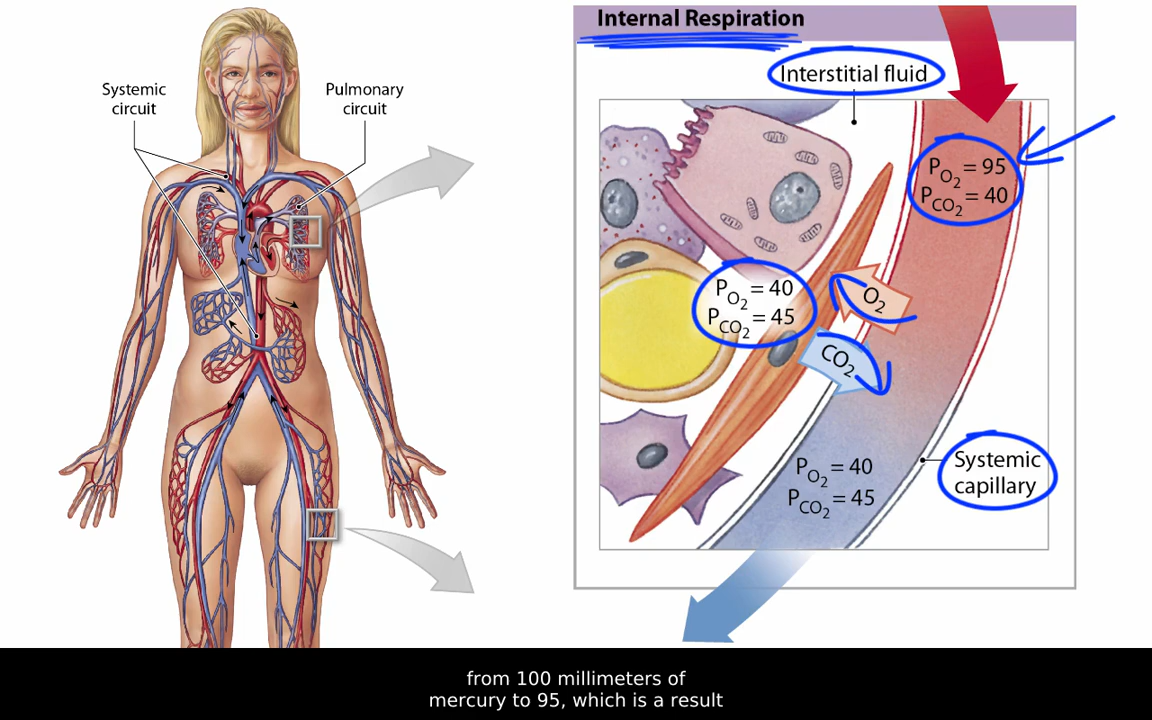 Internal Respiration
Systemic
circuit
Pulmonary
circuit
Interstitial fluid
PO2 = 95
PCO2 = 40
PO2 = 40
PCO2 = 45
O2
CO2
PO2 = 40
PCO2 = 45
Systemic
capillary
from 100 millimeters of
mercury to 95, which is a result